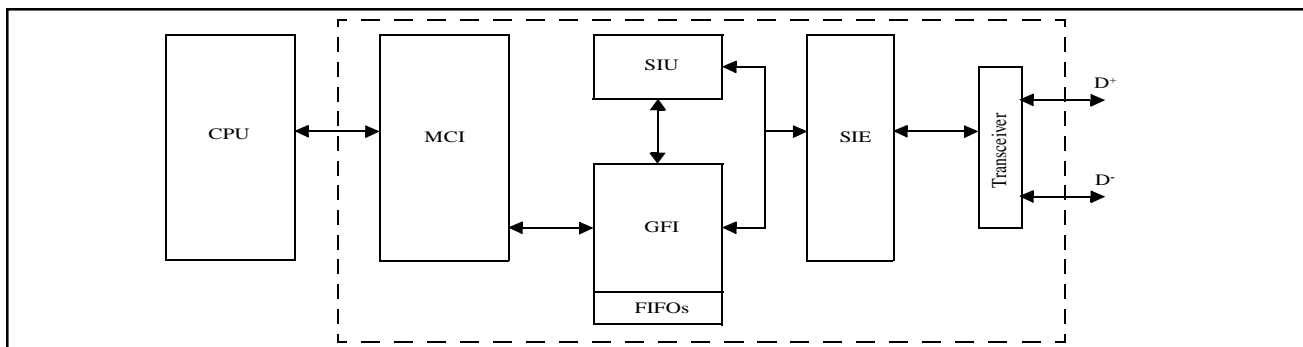 CPU
MCI
SIU
GFI
FIFOs
SIE
Transceiver
D+
D-